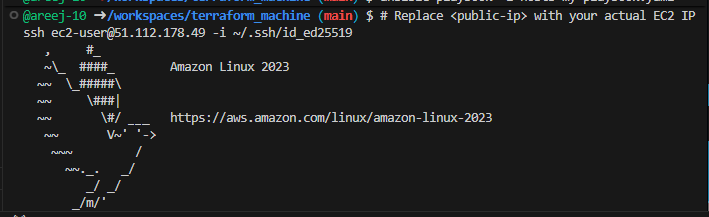 @areej-10 ➜/workspaces/terraform_machine (main) $ # Replace <public-ip> with your actual EC2 IP
ssh ec2-user@51.112.178.49 -i ~/.ssh/id_ed25519
   ,     #_
   ~\_  ####_        Amazon Linux 2023
  ~~  \_#####\
  ~~     \###|
  ~~       \#/ ___   https://aws.amazon.com/linux/amazon-linux-2023
   ~~       V~' '->
    ~~~         /
      ~~._.   _/
         _/ _/
       _/m/'